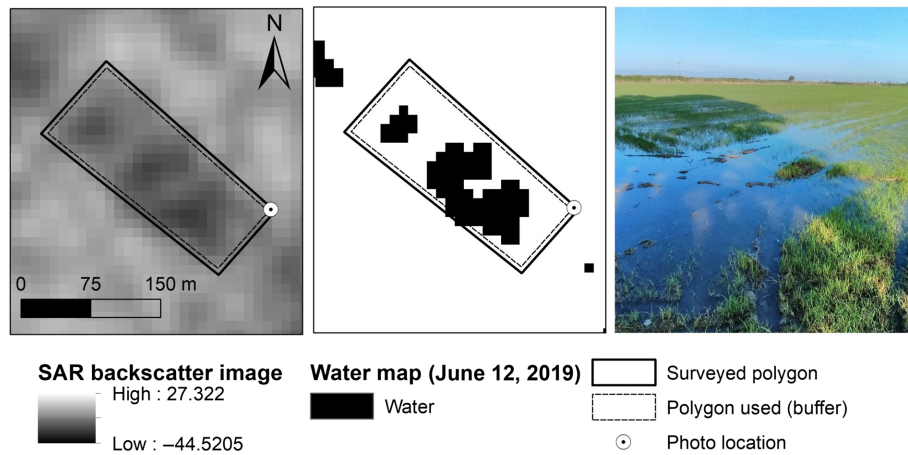 N
0 75 150 m
SAR backscatter image
High : 27.322
Low : –44.5205
Water map (June 12, 2019)
Water
Surveyed polygon
Polygon used (buffer)
Photo location